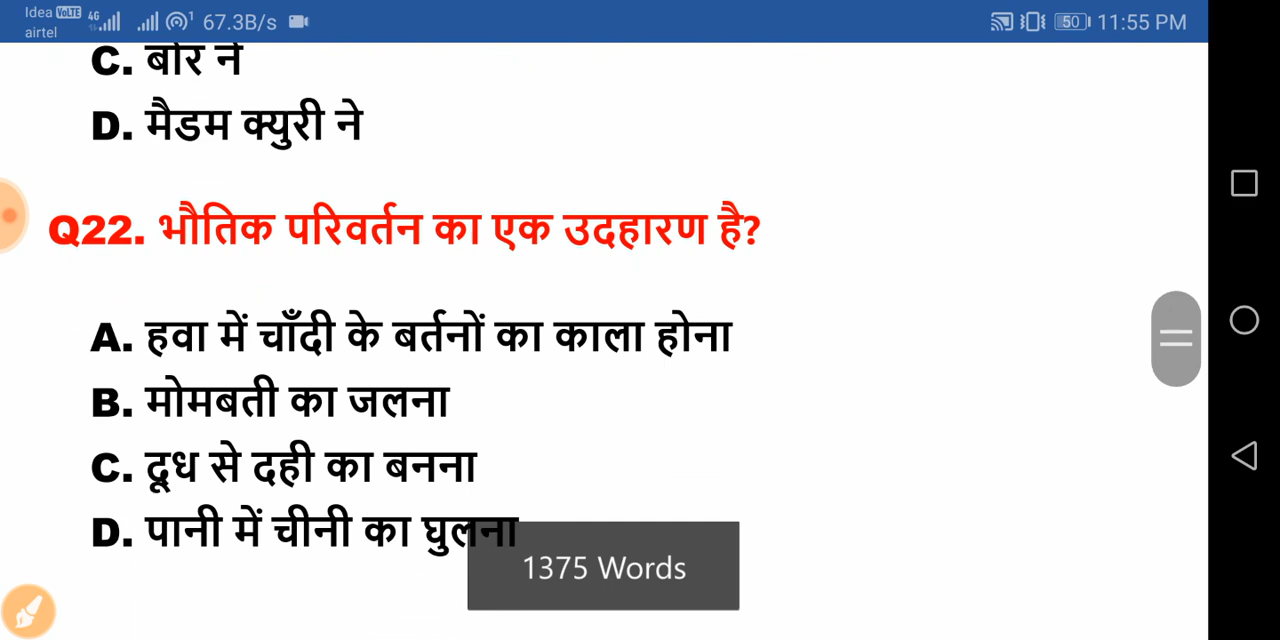 Idea VoLTE 4G 1 67.3B/s 50 11:55 PM
airtel
C. बोर ने
D. मैडम क्युरी ने
Q22. भौतिक परिवर्तन का एक उदहारण है?
A. हवा में चाँदी के बर्तनों का काला होना
B. मोमबती का जलना
C. दूध से दही का बनना
D. पानी में चीनी का घुलना
1375 Words